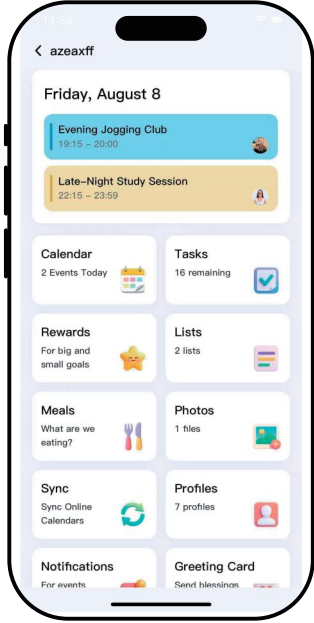 14:36
azeaxff
Friday, August 8
Evening Jogging Club
19:15 – 20:00
Late-Night Study Session
22:15 – 23:59
Calendar
2 Events Today
Tasks
16 remaining
Rewards
For big and
small goals
Lists
2 lists
Meals
What are we
eating?
Photos
1 files
Sync
Sync Online
Calendars
Profiles
7 profiles
Notifications
For events
Greeting Card
Send blessings